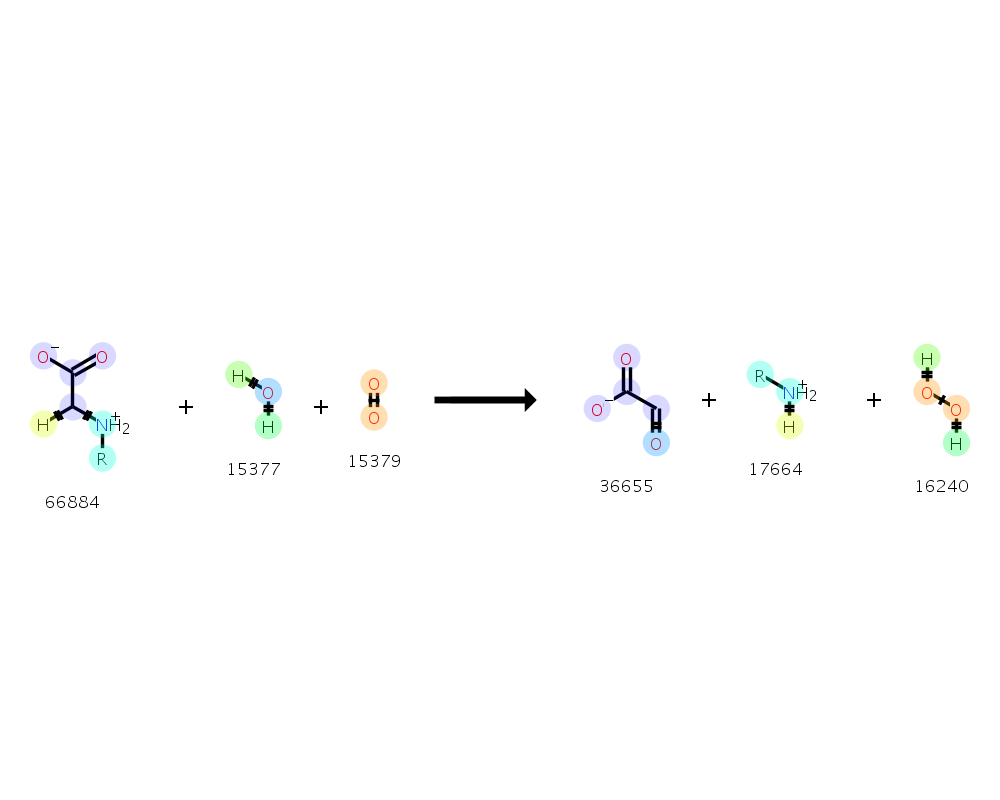 O− O
H NH2+
R
66884
+
H O
H
15377
+
O
O
15379
O
O−
O
36655
+
R NH2+
H
17664
+
H
O O
H
16240